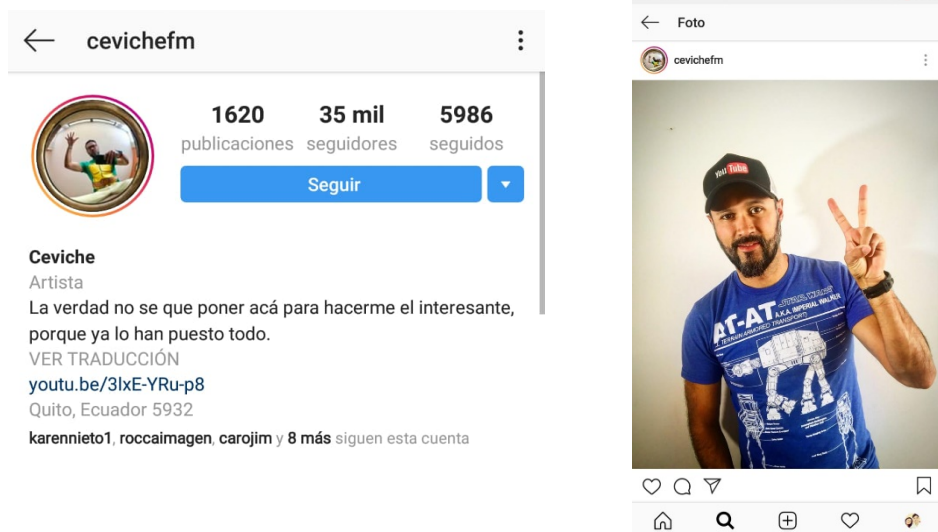 cevichefm
1620 35 mil 5986
publicaciones seguidores seguidos
Seguir
Ceviche
Artista
La verdad no se que poner acá para hacerme el interesante,
porque ya lo han puesto todo.
VER TRADUCCIÓN
youtu.be/3lxE-YRu-p8
Quito, Ecuador 5932
karennieto1, roccaimagen, carojim y 8 más siguen esta cuenta
Foto
cevichefm
You Tube
STAR WARS
AT-AT A.K.A. IMPERIAL WALKER
TERRAIN ARMORED TRANSPORT